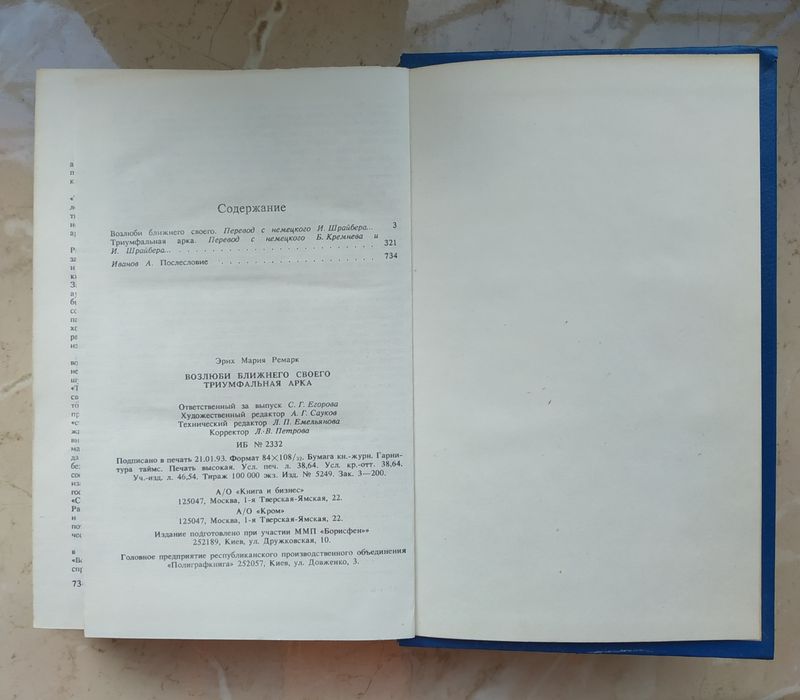 Содержание
Возлюби ближнего своего. Перевод с немецкого И. Шрайбера... 3
Триумфальная арка. Перевод с немецкого Б. Кремнева и
И. Шрайбера... 321
Иванов А. Послесловие 734
Эрих Мария Ремарк
ВОЗЛЮБИ БЛИЖНЕГО СВОЕГО
ТРИУМФАЛЬНАЯ АРКА
Ответственный за выпуск С. Г. Егорова
Художественный редактор А. Г. Сауков
Технический редактор Л. П. Емельянова
Корректор Л. В. Петрова
ИБ № 2332
Подписано в печать 21.01.93. Формат 84×108/32. Бумага кн.-журн. Гарни-
тура таймс. Печать высокая. Усл. печ. л. 38,64. Усл. кр.-отт. 38,64.
Уч.-изд. л. 46,54. Тираж 100 000 экз. Изд. № 5249. Зак. 3—200.
А/О «Книга и бизнес»
125047, Москва, 1-я Тверская-Ямская, 22.
А/О «Кром»
125047, Москва, 1-я Тверская-Ямская, 22.
Издание подготовлено при участии ММП «Борисфен»
252189, Киев, ул. Дружковская, 10.
Головное предприятие республиканского производственного объединения
«Полиграфкнига» 252057, Киев, ул. Довженко, 3.